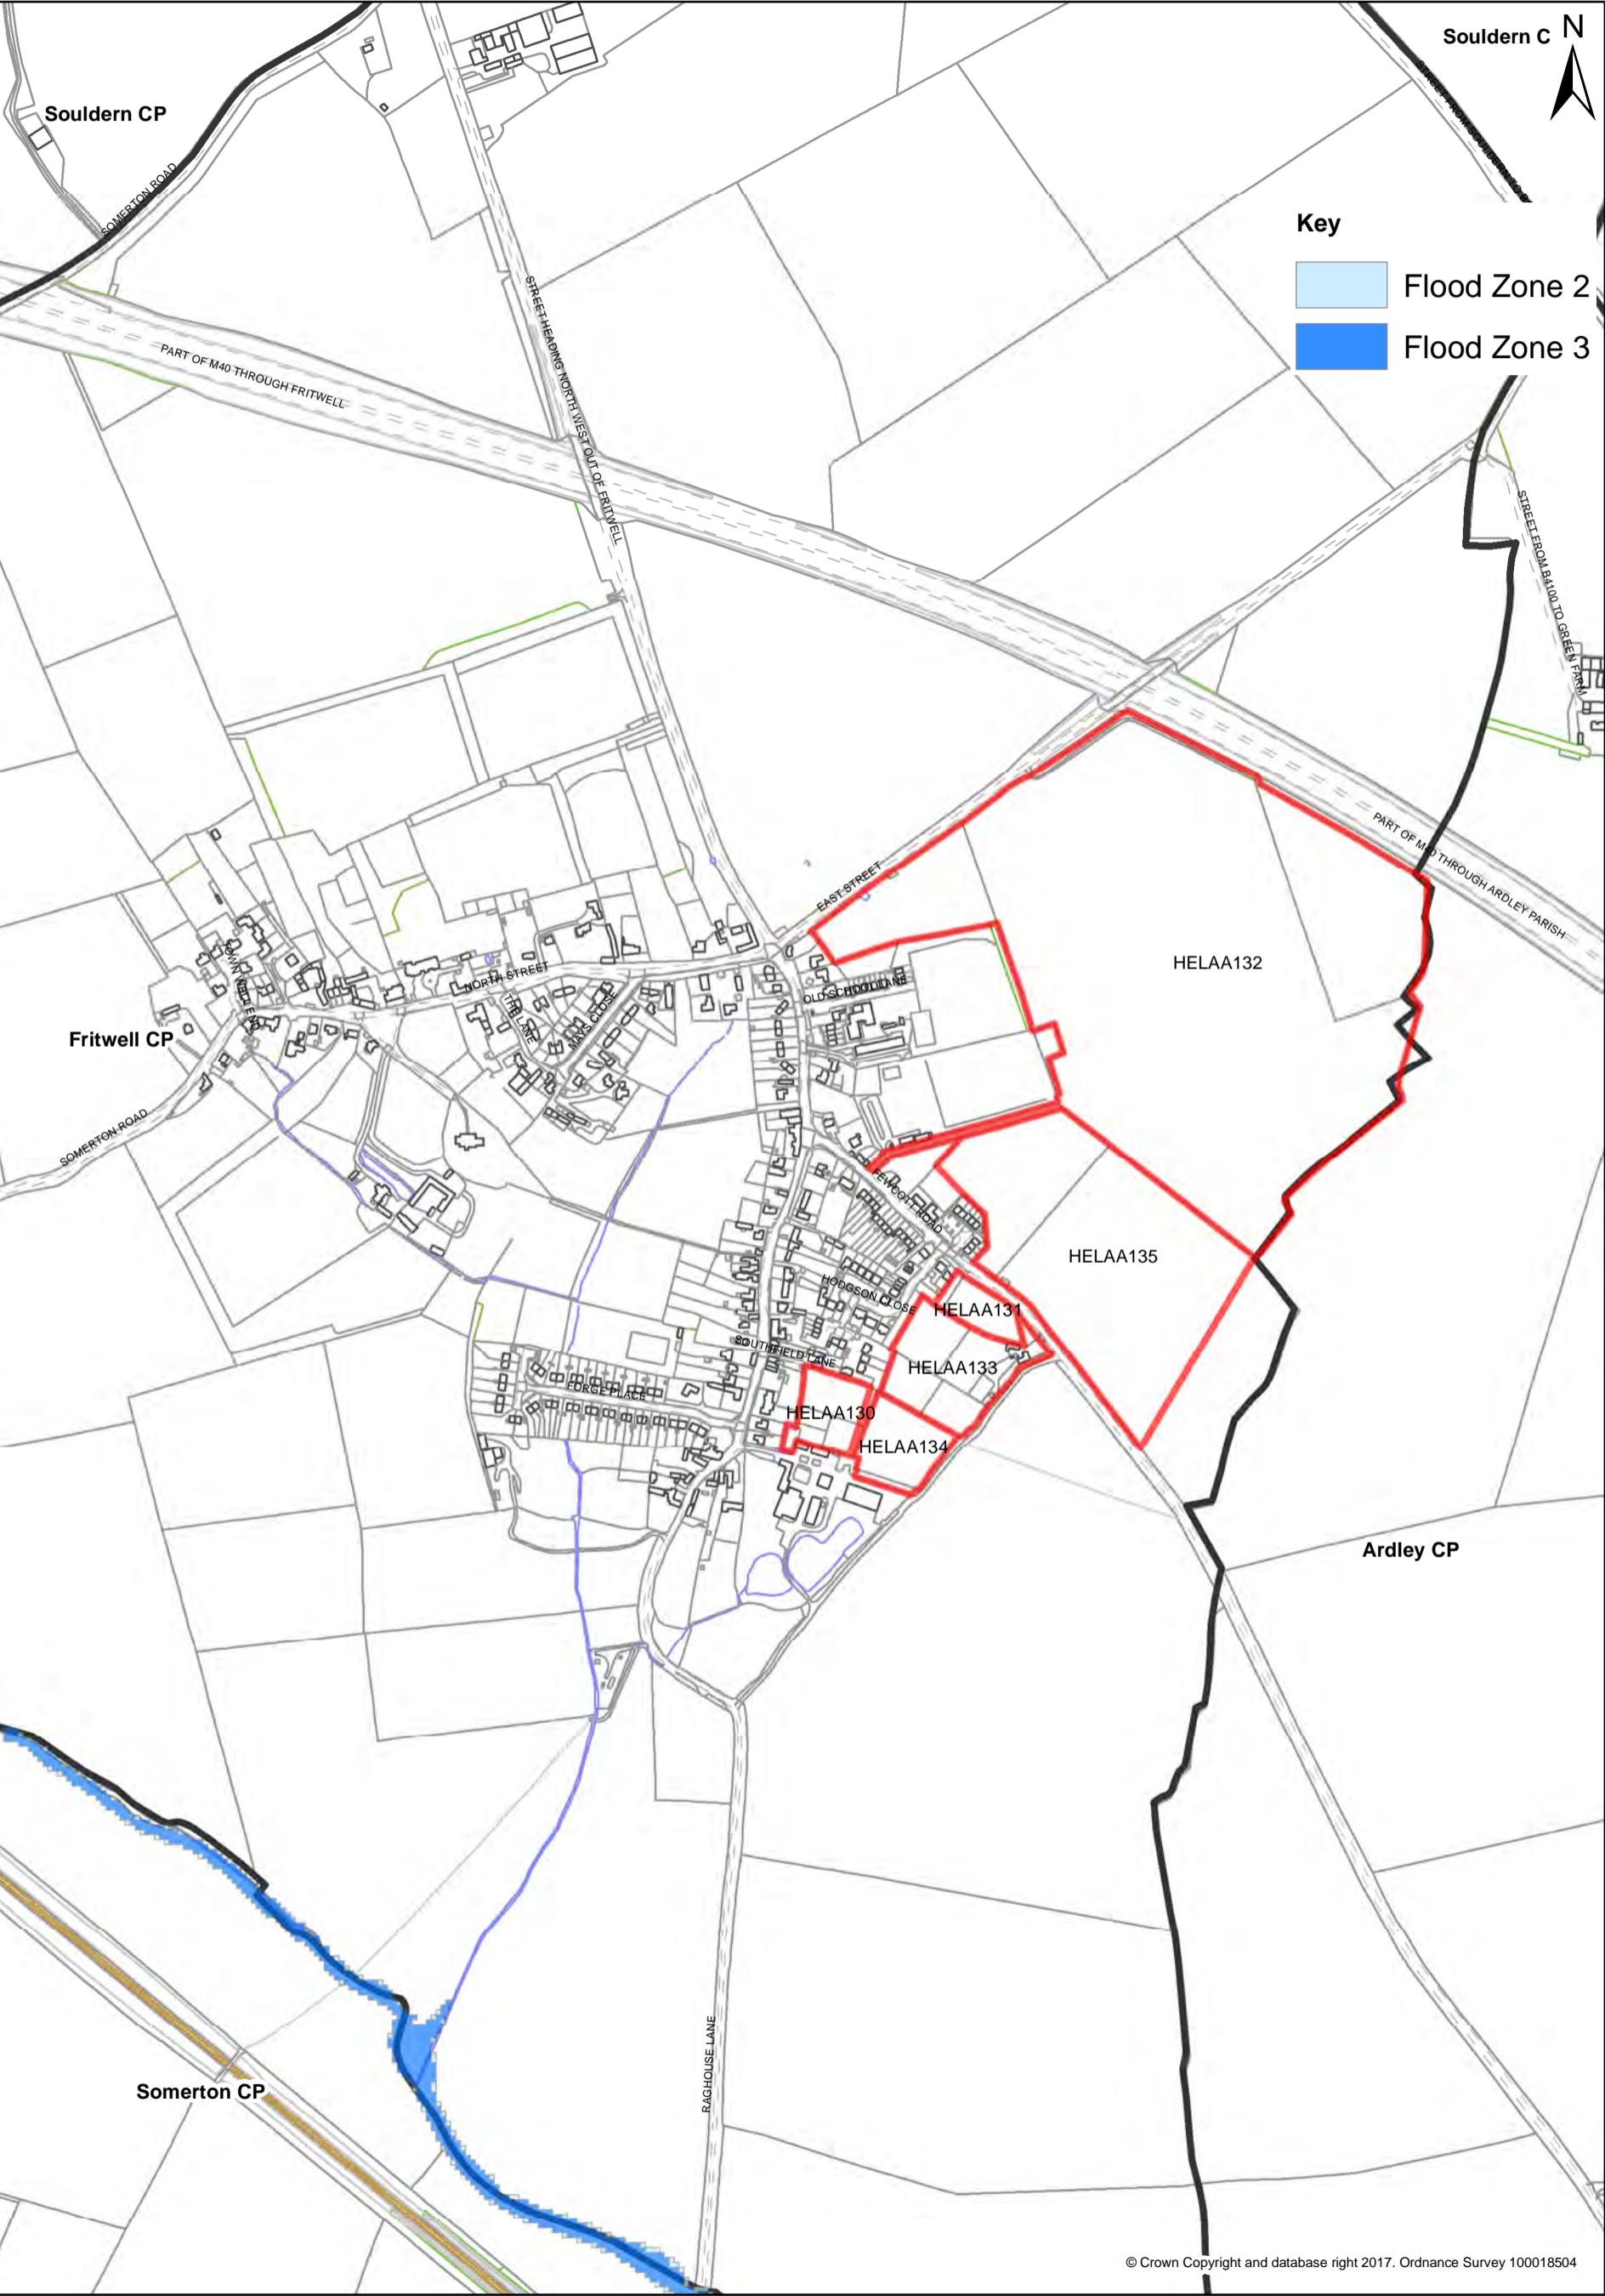 Souldern C
N
Souldern CP
SOMERTON ROAD
Key
Flood Zone 2
Flood Zone 3
STREET HEADING NORTH WEST OUT OF FRITWELL
PART OF M40 THROUGH FRITWELL
STREET FROM B4100 TO GREEN FARM
PART OF M40 THROUGH ARDLEY PARISH
EAST STREET
HELAA132
NORTH STREET
OLD SCHOOL LANE
THE LANE
MAYS CLOSE
Fritwell CP
SOMERTON ROAD
FEWCOTT ROAD
HELAA135
HODGSON CLOSE
HELAA131
SOUTHFIELD LANE
HELAA133
FORGE PLACE
HELAA130
HELAA134
Ardley CP
RAGHOUSE LANE
Somerton CP
© Crown Copyright and database right 2017. Ordnance Survey 100018504